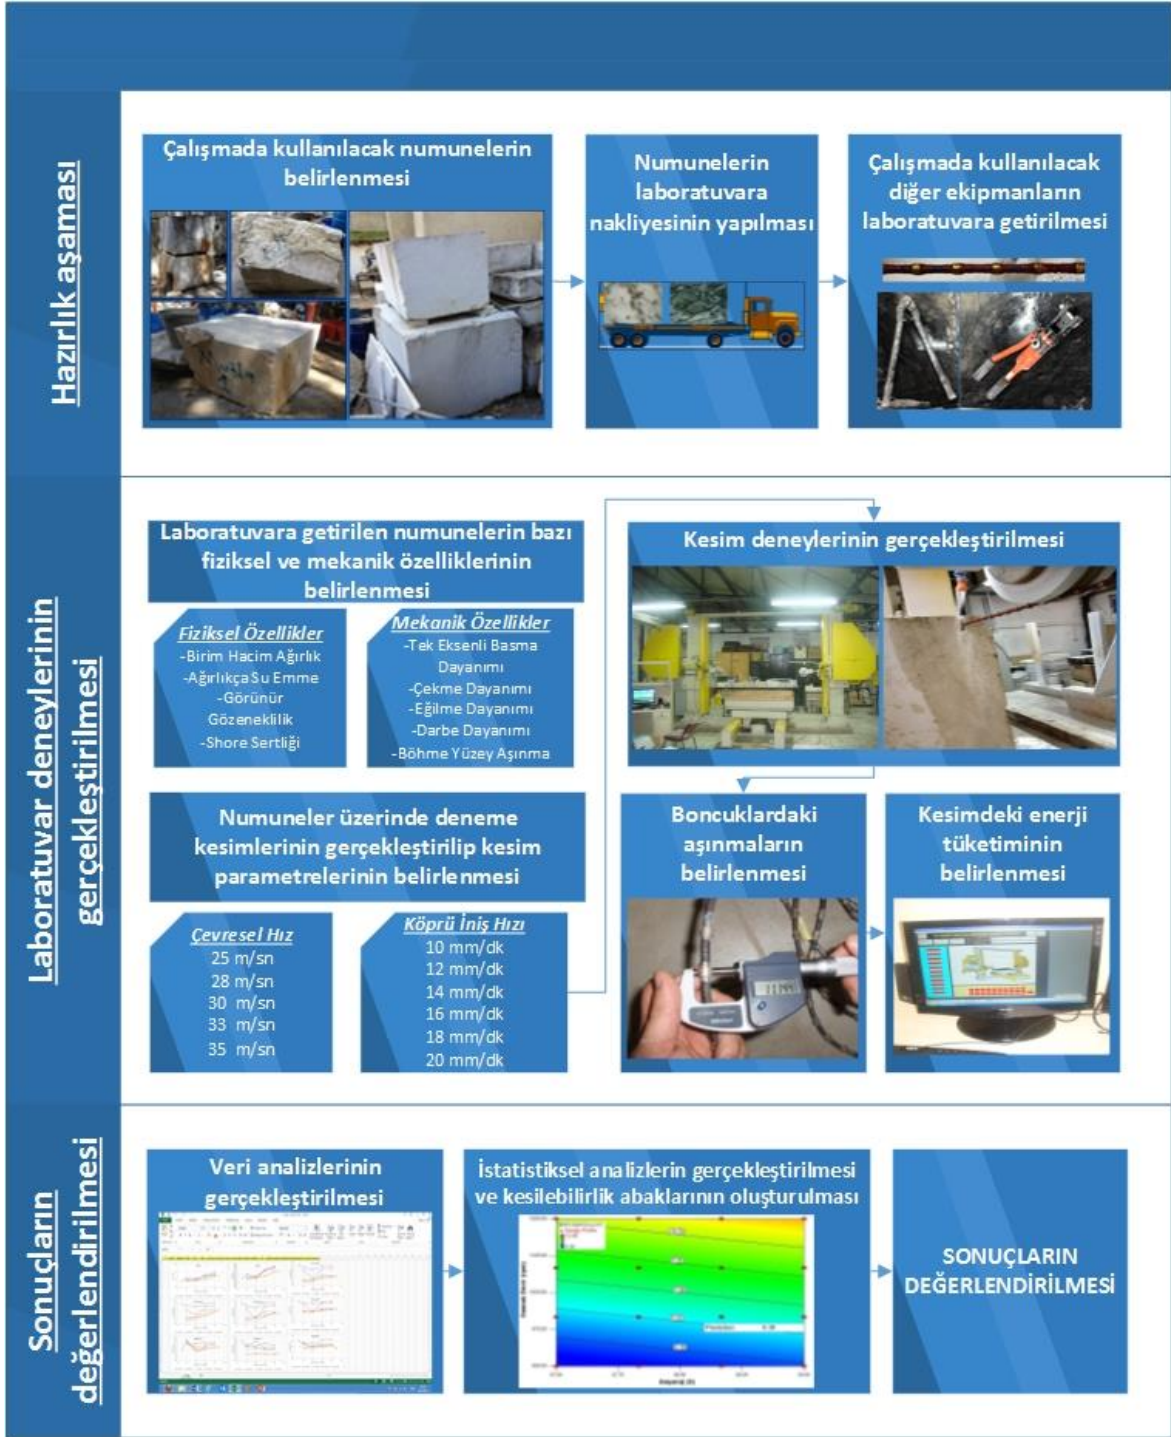 Hazırlık aşaması
Çalışmada kullanılacak numunelerin
belirlenmesi
Numunelerin
laboratuvara
nakliyesinin yapılması
Çalışmada kullanılacak
diğer ekipmanların
laboratuvara getirilmesi
Laboratuvar deneylerinin
gerçekleştirilmesi
Laboratuvara getirilen numunelerin bazı
fiziksel ve mekanik özelliklerinin
belirlenmesi
Fiziksel Özellikler
-Birim Hacim Ağırlık
-Ağırlıkça Su Emme
-Görünür
Gözeneklilik
-Shore Sertliği
Mekanik Özellikler
-Tek Eksenli Basma
Dayanımı
-Çekme Dayanımı
-Eğilme Dayanımı
-Darbe Dayanımı
-Böhme Yüzey Aşınma
Numuneler üzerinde deneme
kesimlerinin gerçekleştirilip kesim
parametrelerinin belirlenmesi
Çevresel Hız
25 m/sn
28 m/sn
30 m/sn
33 m/sn
35 m/sn
Köprü İniş Hızı
10 mm/dk
12 mm/dk
14 mm/dk
16 mm/dk
18 mm/dk
20 mm/dk
Kesim deneylerinin gerçekleştirilmesi
Boncuklardaki
aşınmaların
belirlenmesi
Kesimdeki enerji
tüketiminin
belirlenmesi
Sonuçların
değerlendirilmesi
Veri analizlerinin
gerçekleştirilmesi
İstatistiksel analizlerin gerçekleştirilmesi
ve kesilebilirlik abaklarının oluşturulması
SONUÇLARIN
DEĞERLENDİRİLMESİ